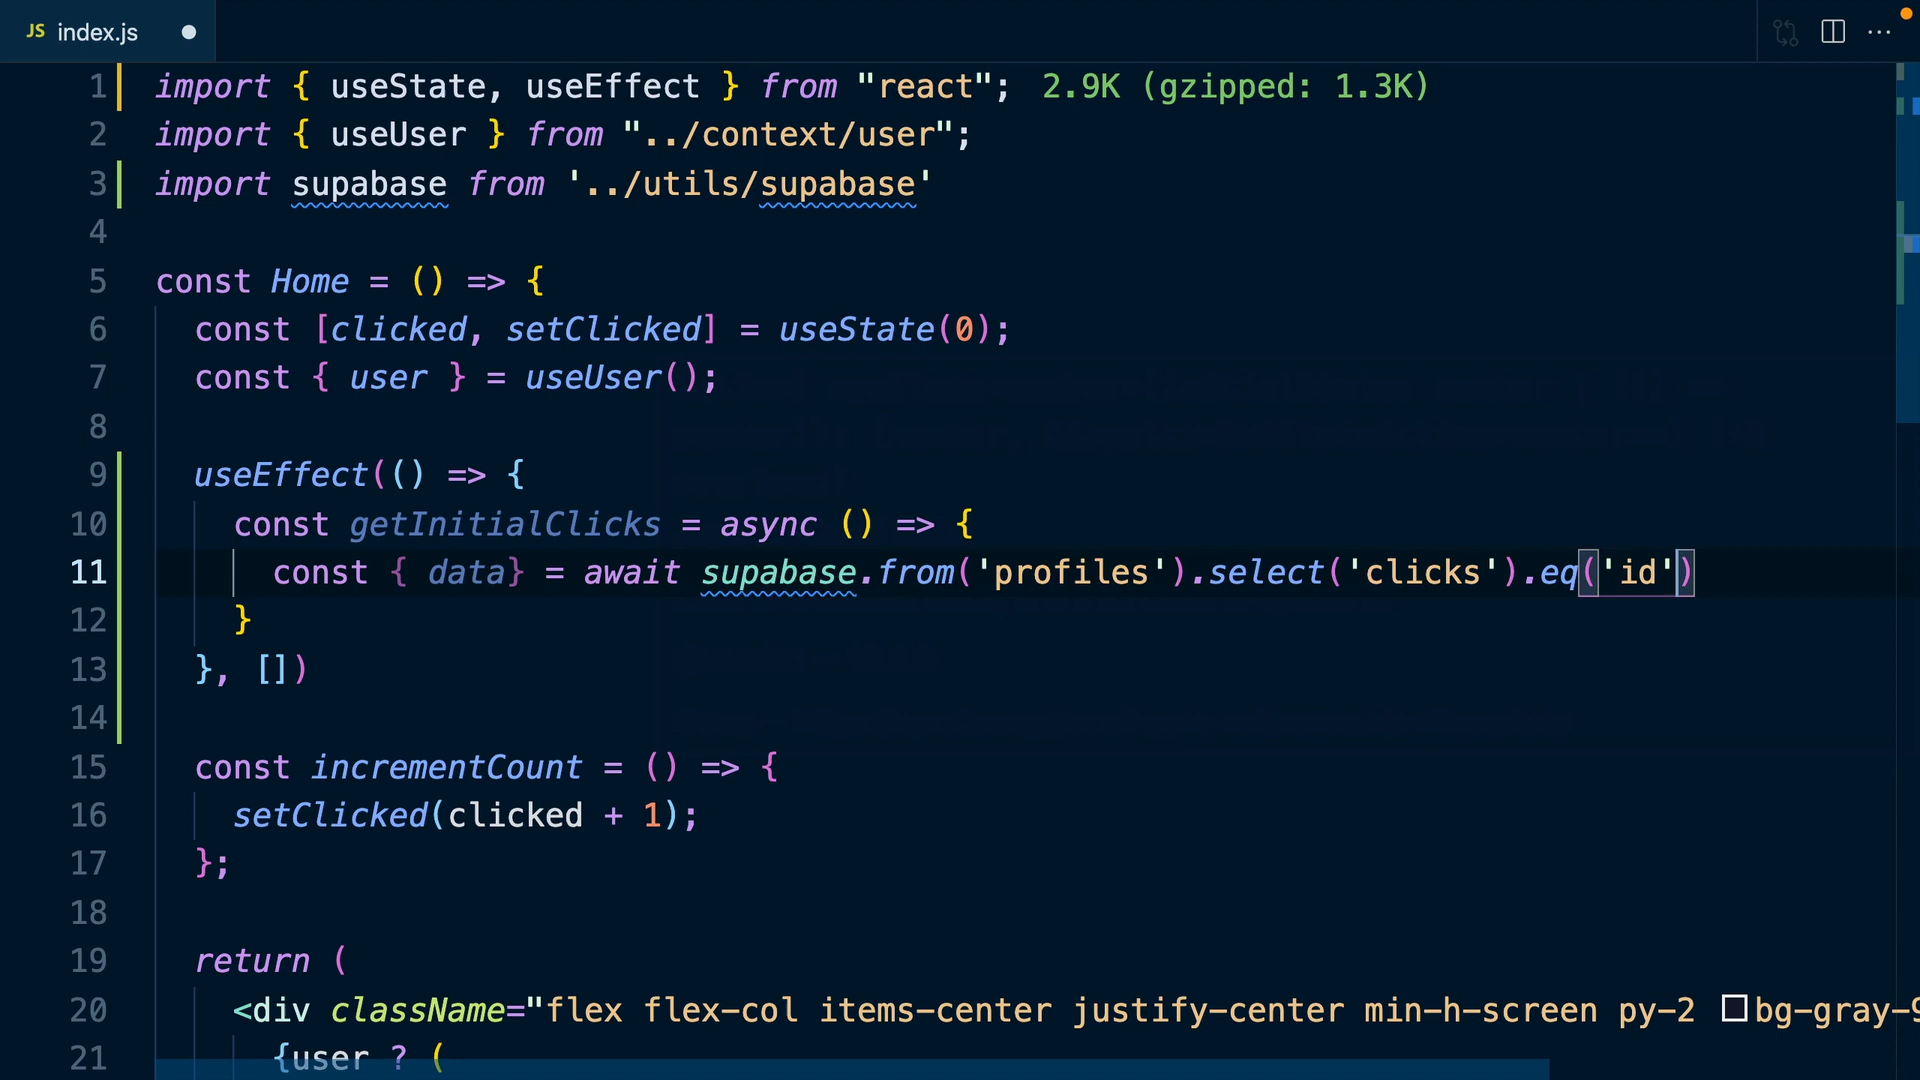 JS index.js
1 import { useState, useEffect } from "react"; 2.9K (gzipped: 1.3K)
2 import { useUser } from "../context/user";
3 import supabase from '../utils/supabase'
4
5 const Home = () => {
6 const [clicked, setClicked] = useState(0);
7 const { user } = useUser();
8
9 useEffect(() => {
10 const getInitialClicks = async () => {
11 const { data} = await supabase.from('profiles').select('clicks').eq('id')
12 }
13 }, [])
14
15 const incrementCount = () => {
16 setClicked(clicked + 1);
17 };
18
19 return (
20 <div className="flex flex-col items-center justify-center min-h-screen py-2 bg-gray-9
21 {user ? (